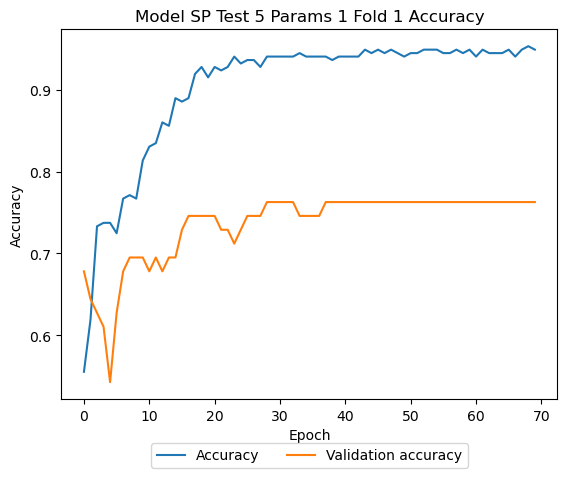 Model SP Test 5 Params 1 Fold 1 Accuracy
Accuracy
0.9
0.8
0.7
0.6
0 10 20 30 40 50 60 70
Epoch
Accuracy Validation accuracy